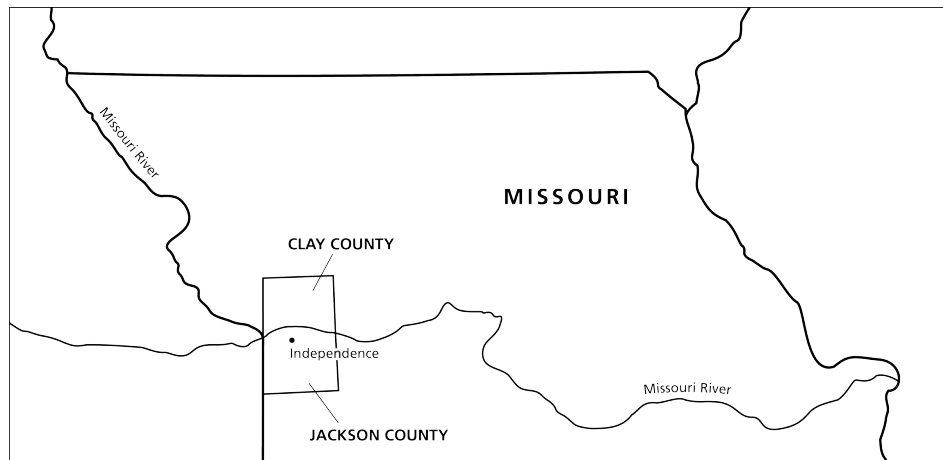 Missouri River
MISSOURI
CLAY COUNTY
Independence
Missouri River
JACKSON COUNTY